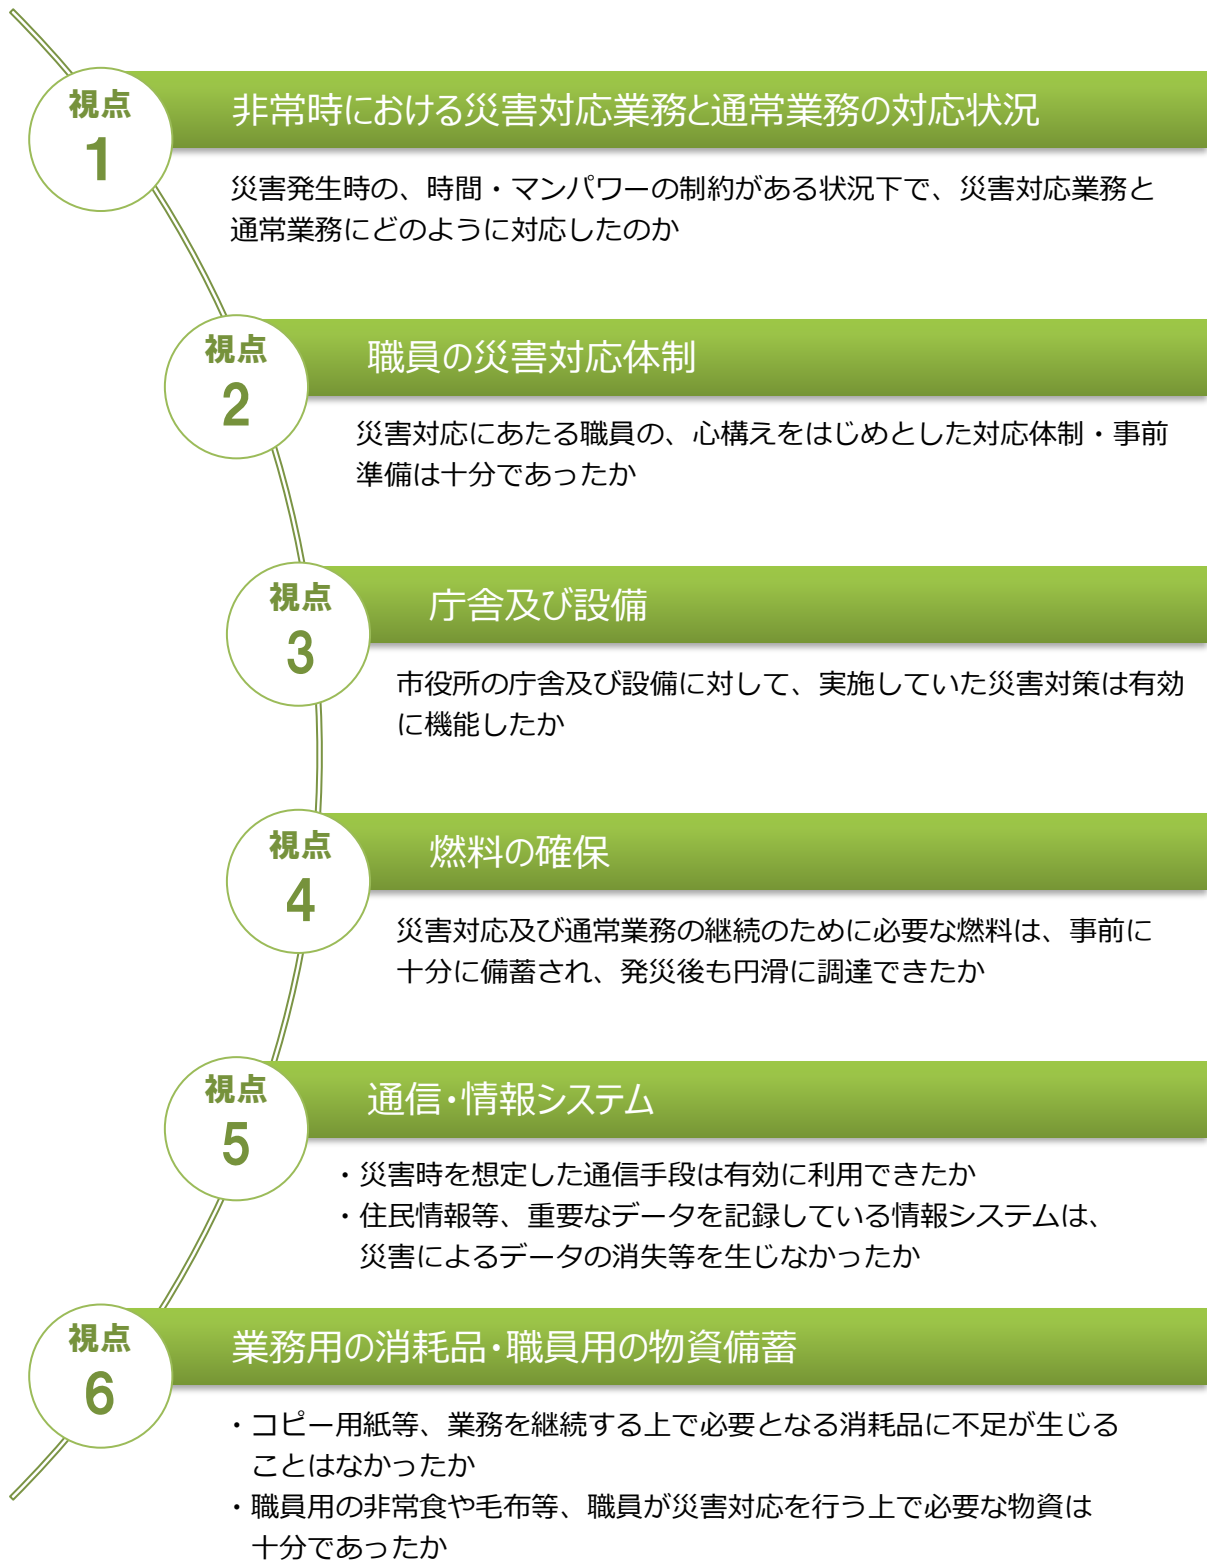 視点
1
非常時における災害対応業務と通常業務の対応状況
災害発生時の、時間・マンパワーの制約がある状況下で、災害対応業務と
通常業務にどのように対応したのか
視点
2
職員の災害対応体制
災害対応にあたる職員の、心構えをはじめとした対応体制・事前
準備は十分であったか
視点
3
庁舎及び設備
市役所の庁舎及び設備に対して、実施していた災害対策は有効
に機能したか
視点
4
燃料の確保
災害対応及び通常業務の継続のために必要な燃料は、事前に
十分に備蓄され、発災後も円滑に調達できたか
視点
5
通信・情報システム
・災害時を想定した通信手段は有効に利用できたか
・住民情報等、重要なデータを記録している情報システムは、
災害によるデータの消失等を生じなかったか
視点
6
業務用の消耗品・職員用の物資備蓄
・コピー用紙等、業務を継続する上で必要となる消耗品に不足が生じる
ことはなかったか
・職員用の非常食や毛布等、職員が災害対応を行う上で必要な物資は
十分であったか